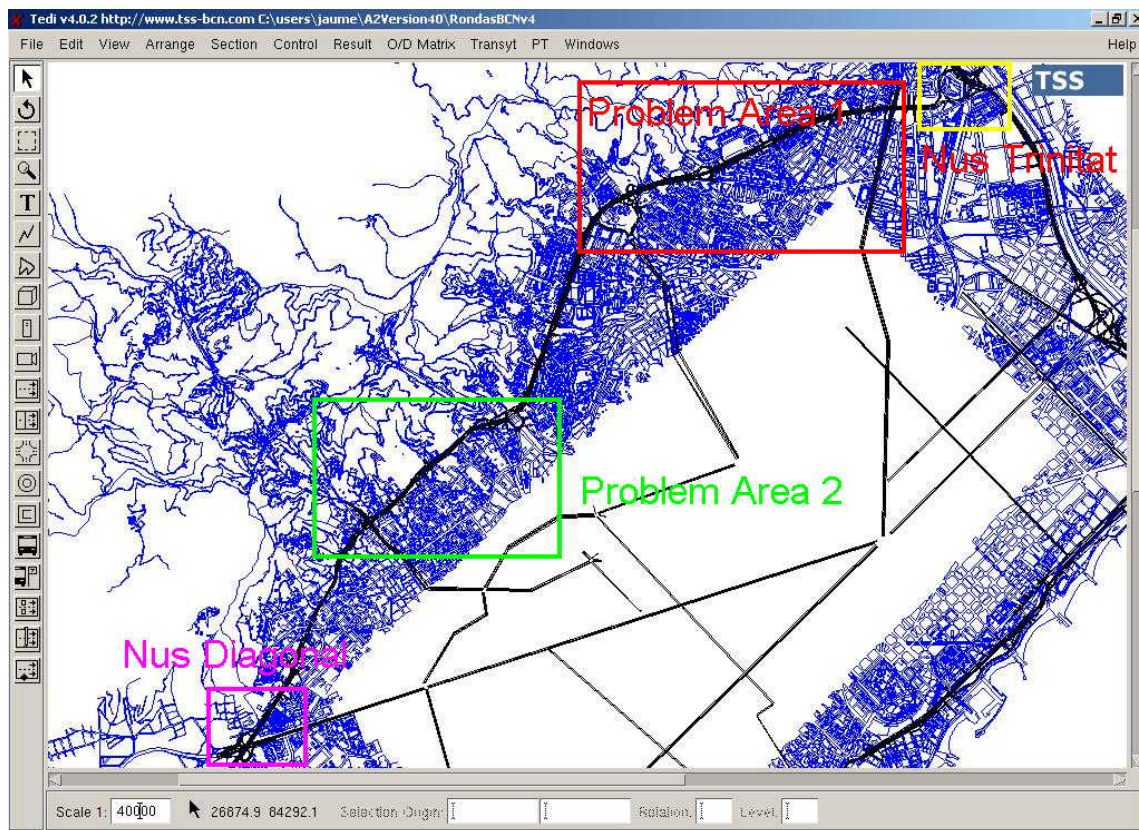 Tedi v4.0.2 http://www.tss-bcn.com C:\users\jaume\A2Version40\RondasBCNv4
File Edit View Arrange Section Control Result O/D Matrix Transyt PT Windows Help
TSS
Problem Area 1
Nus Trinitat
Problem Area 2
Nus Diagonal
Scale 1: 40000 26874.9 84292.1 Selection Origin: Rotation: Level: